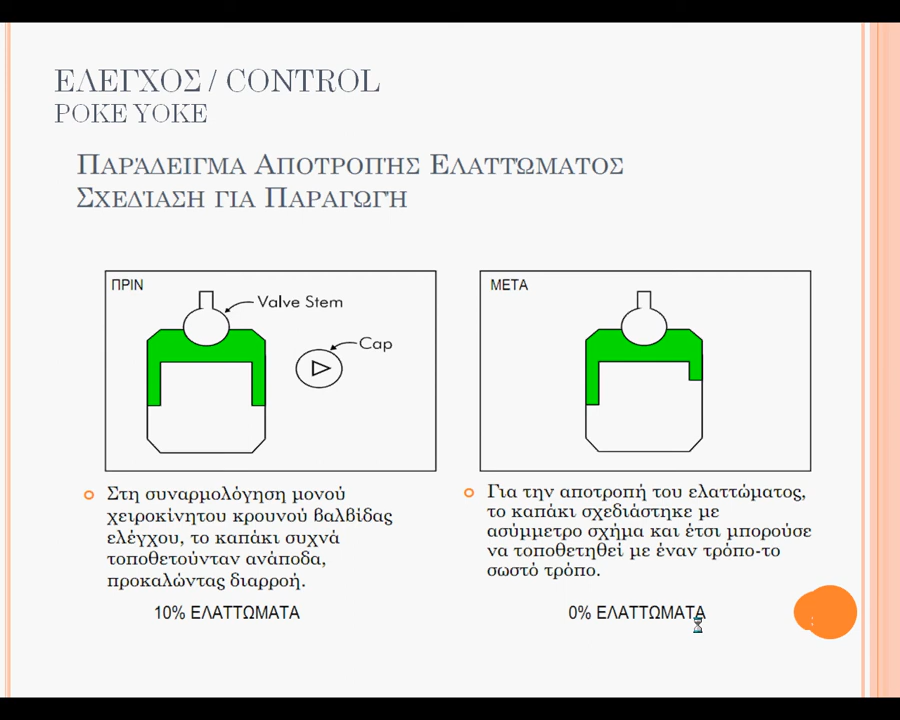 ΕΛΕΓΧΟΣ / CONTROL
POKE YOKE
ΠΑΡΆΔΕΙΓΜΑ ΑΠΟΤΡΟΠΉΣ ΕΛΑΤΤΏΜΑΤΟΣ
ΣΧΕΔΊΑΣΗ ΓΙΑ ΠΑΡΑΓΩΓΉ
ΠΡΙΝ
Valve Stem
Cap
ΜΕΤΑ
Στη συναρμολόγηση μονού
χειροκίνητου κρουνού βαλβίδας
ελέγχου, το καπάκι συχνά
τοποθετούνταν ανάποδα,
προκαλώντας διαρροή.
10% ΕΛΑΤΤΩΜΑΤΑ
Για την αποτροπή του ελαττώματος,
το καπάκι σχεδιάστηκε με
ασύμμετρο σχήμα και έτσι μπορούσε
να τοποθετηθεί με έναν τρόπο-το
σωστό τρόπο.
0% ΕΛΑΤΤΩΜΑΤΑ